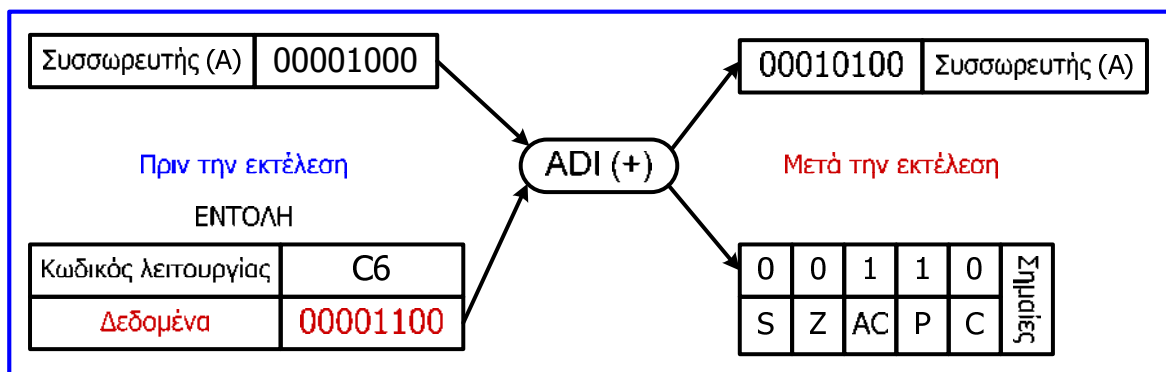 Συσσωρευτής (Α) 00001000
00010100 Συσσωρευτής (Α)
Πριν την εκτέλεση
ADI (+)
Μετά την εκτέλεση
ΕΝΤΟΛΗ
Κωδικός λειτουργίας C6
Δεδομένα 00001100
0 0 1 1 0
S Z AC P C
Σημαίες